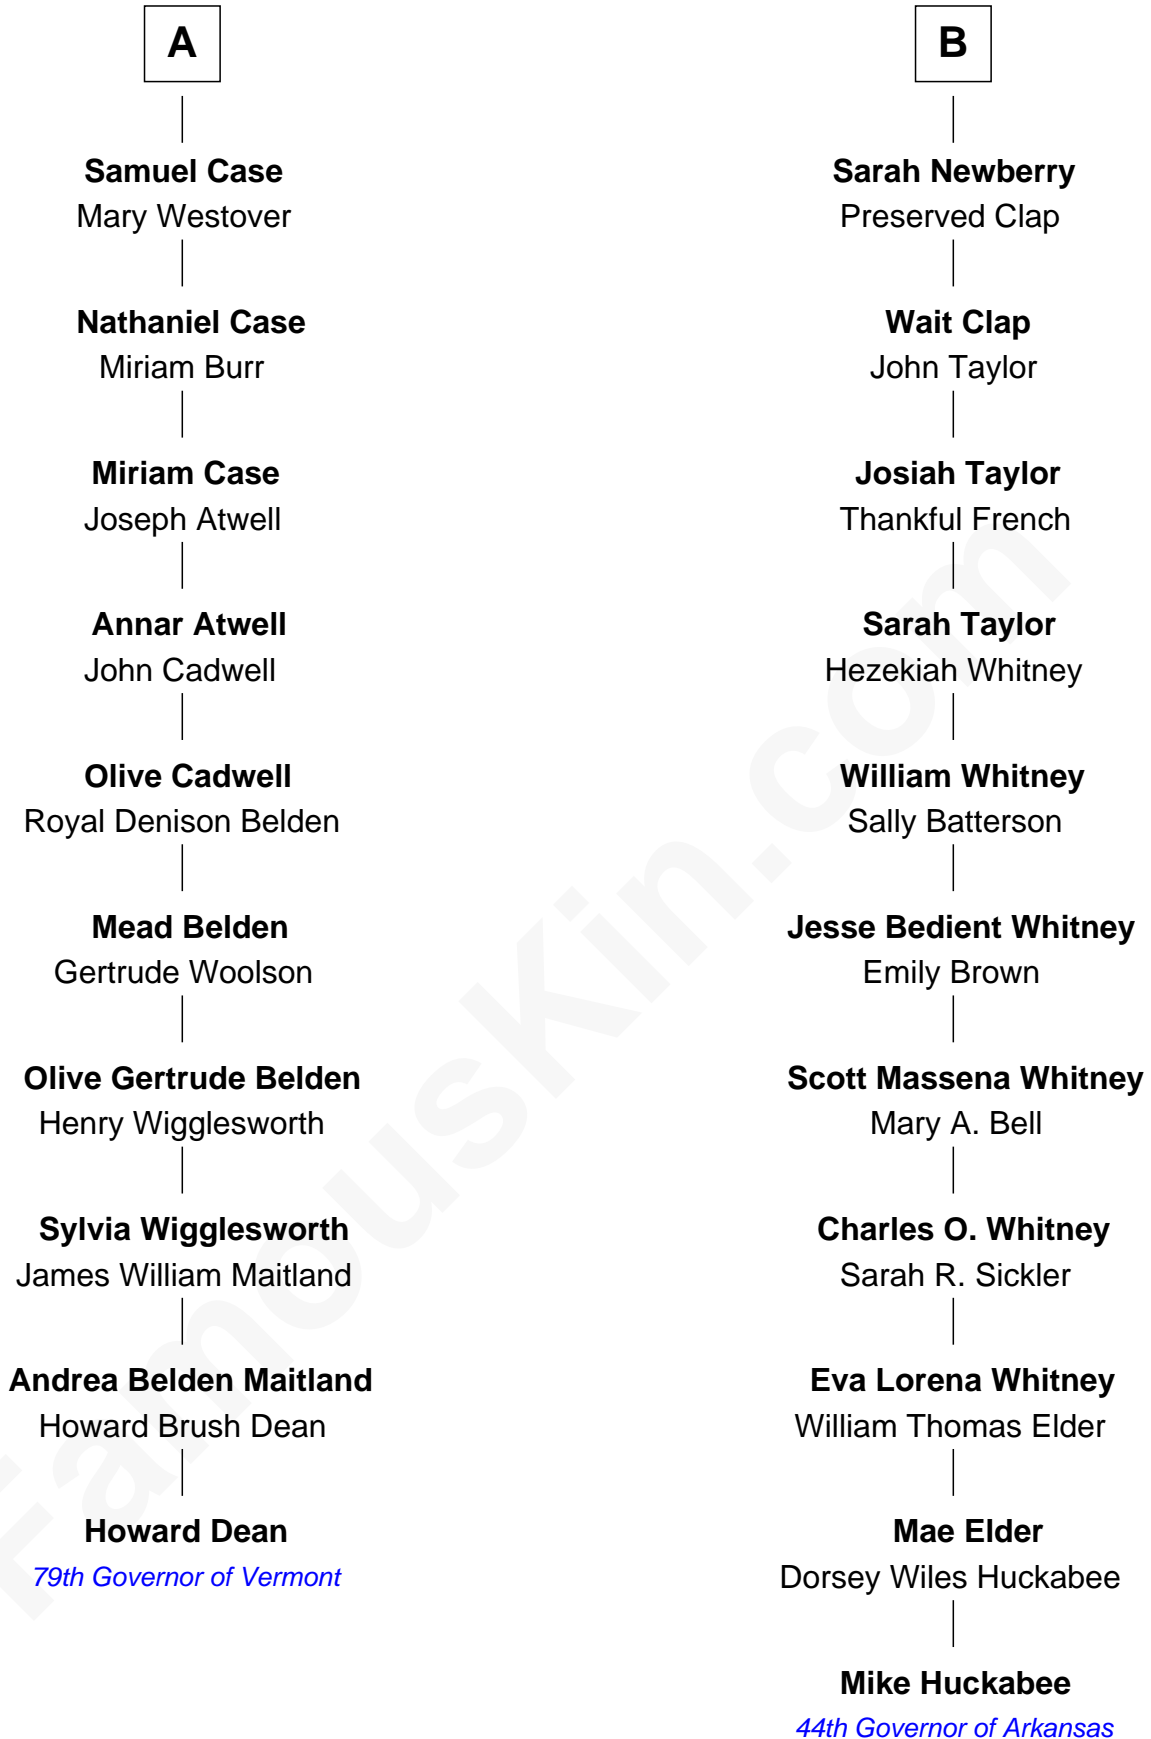 A
Samuel Case
Mary Westover
Nathaniel Case
Miriam Burr
Miriam Case
Joseph Atwell
Annar Atwell
John Cadwell
Olive Cadwell
Royal Denison Belden
Mead Belden
Gertrude Woolson
Olive Gertrude Belden
Henry Wigglesworth
Sylvia Wigglesworth
James William Maitland
Andrea Belden Maitland
Howard Brush Dean
Howard Dean
79th Governor of Vermont
B
Sarah Newberry
Preserved Clap
Wait Clap
John Taylor
Josiah Taylor
Thankful French
Sarah Taylor
Hezekiah Whitney
William Whitney
Sally Batterson
Jesse Bedient Whitney
Emily Brown
Scott Massena Whitney
Mary A. Bell
Charles O. Whitney
Sarah R. Sickler
Eva Lorena Whitney
William Thomas Elder
Mae Elder
Dorsey Wiles Huckabee
Mike Huckabee
44th Governor of Arkansas
FamousKin.com